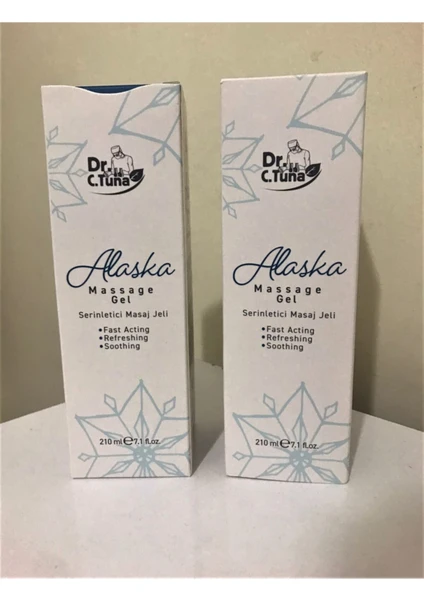 Dr.
C.Tuna
Alaska
Massage
Gel
Serinletici Masaj Jeli
•Fast Acting
•Refreshing
•Soothing
210 ml e 7.1 fl.oz.
Dr.
C.Tuna
Alaska
Massage
Gel
Serinletici Masaj Jeli
•Fast Acting
•Refreshing
•Soothing
210 ml e 7.1 fl.oz.